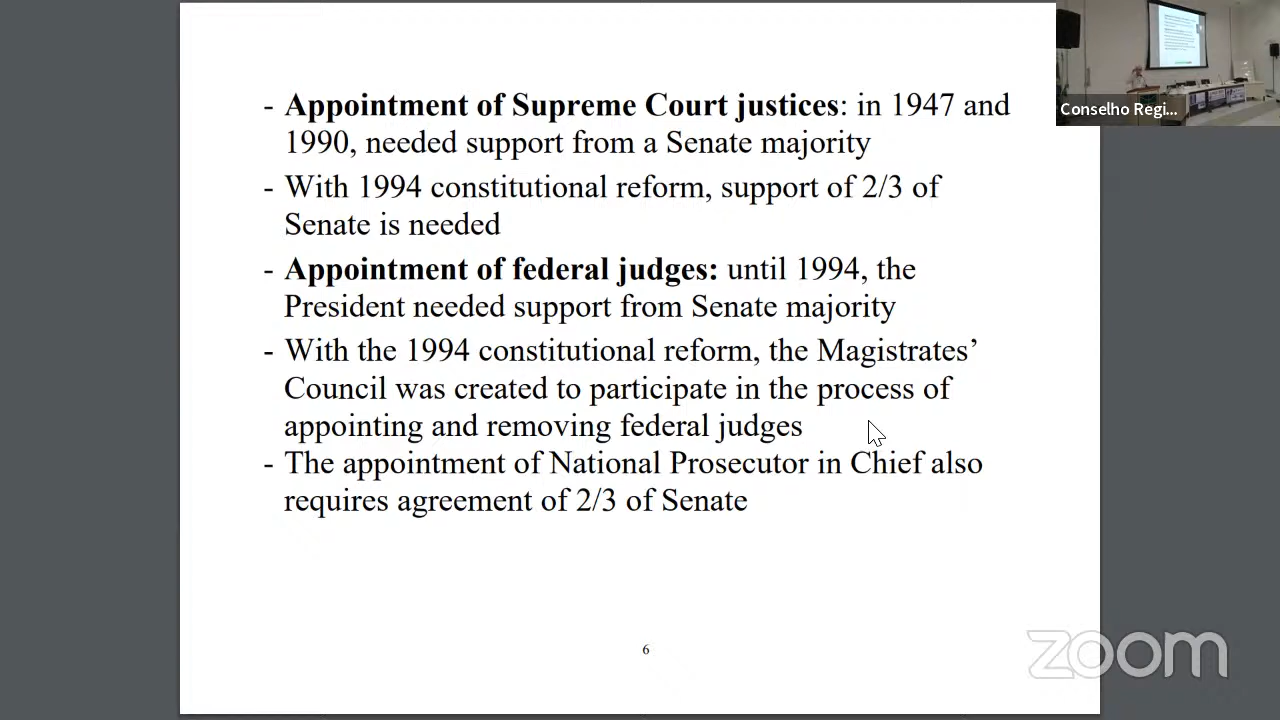 - Appointment of Supreme Court justices: in 1947 and
1990, needed support from a Senate majority
- With 1994 constitutional reform, support of 2/3 of
Senate is needed
- Appointment of federal judges: until 1994, the
President needed support from Senate majority
- With the 1994 constitutional reform, the Magistrates’
Council was created to participate in the process of
appointing and removing federal judges
- The appointment of National Prosecutor in Chief also
requires agreement of 2/3 of Senate
6
Conselho Regi...
zoom